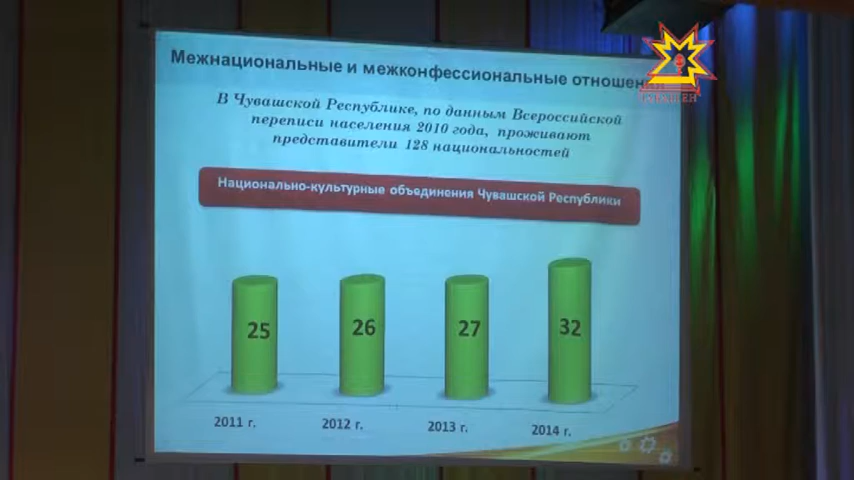 Межнациональные и межконфессиональные отношения
В Чувашской Республике, по данным Всероссийской
переписи населения 2010 года, проживают
представители 128 национальностей
Национально-культурные объединения Чувашской Республики
25
26
27
32
2011 г.
2012 г.
2013 г.
2014 г.